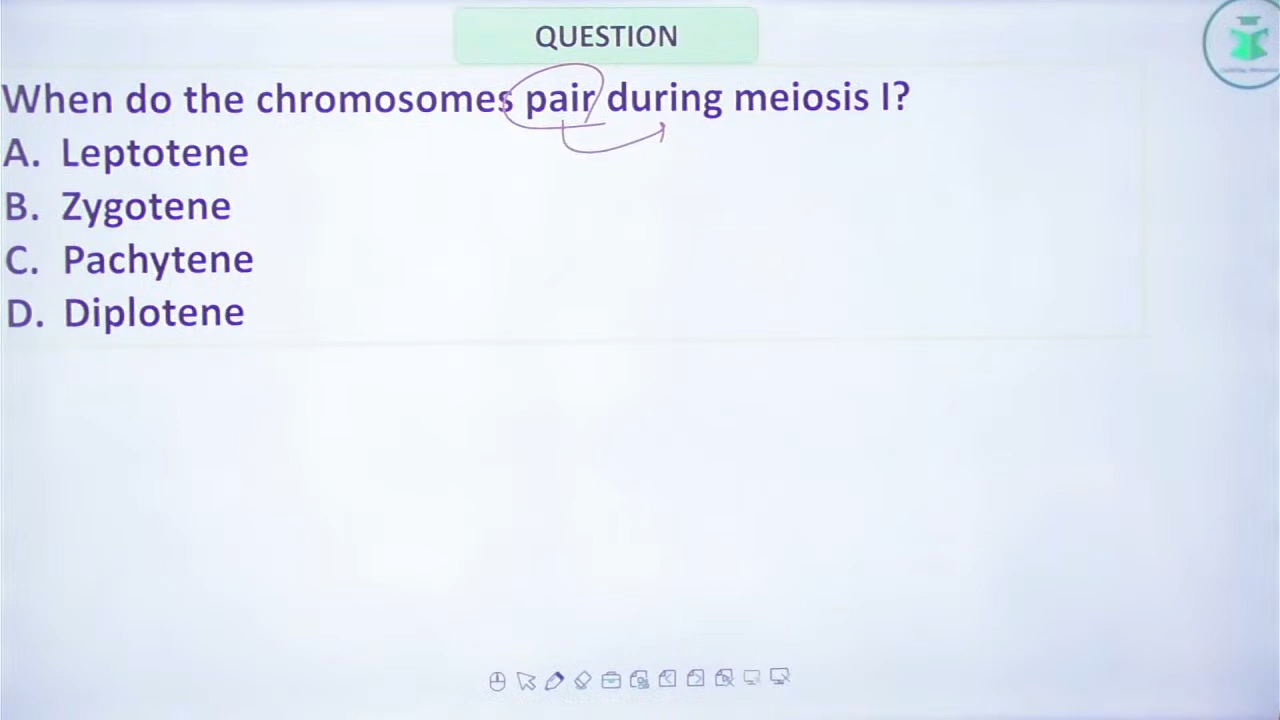 QUESTION
When do the chromosomes pair during meiosis I?
A. Leptotene
B. Zygotene
C. Pachytene
D. Diplotene